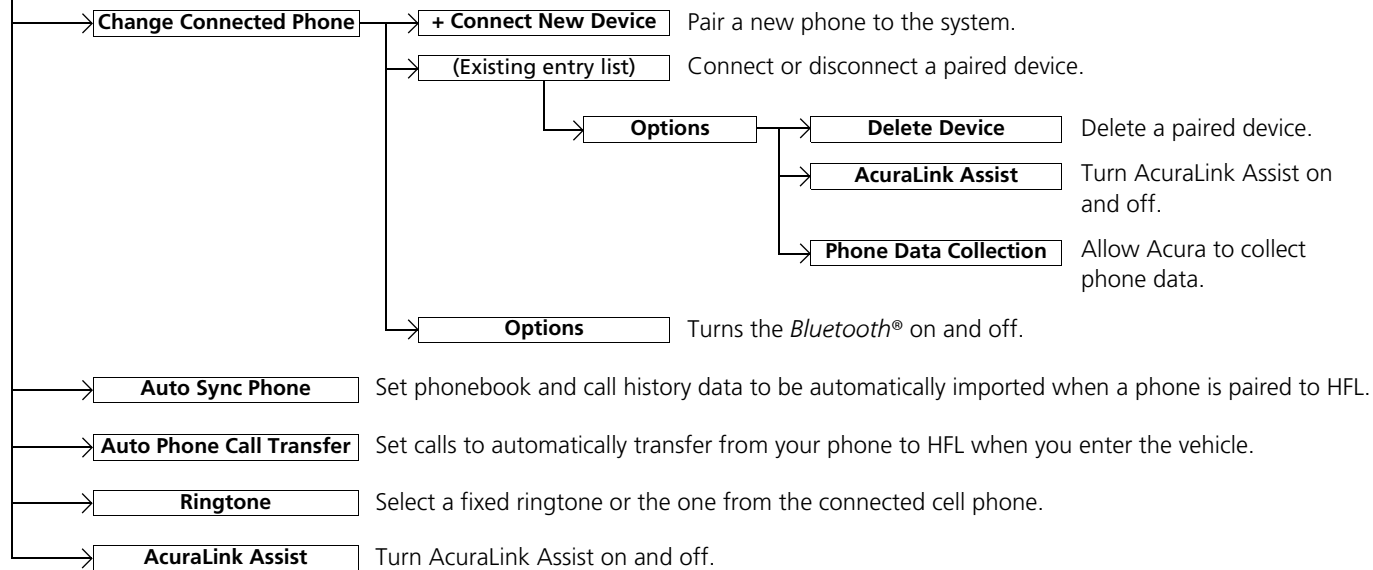 Change Connected Phone
+ Connect New Device
Pair a new phone to the system.
(Existing entry list)
Connect or disconnect a paired device.
Options
Delete Device
Delete a paired device.
AcuraLink Assist
Turn AcuraLink Assist on
and off.
Phone Data Collection
Allow Acura to collect
phone data.
Options
Turns the Bluetooth® on and off.
Auto Sync Phone
Set phonebook and call history data to be automatically imported when a phone is paired to HFL.
Auto Phone Call Transfer
Set calls to automatically transfer from your phone to HFL when you enter the vehicle.
Ringtone
Select a fixed ringtone or the one from the connected cell phone.
AcuraLink Assist
Turn AcuraLink Assist on and off.